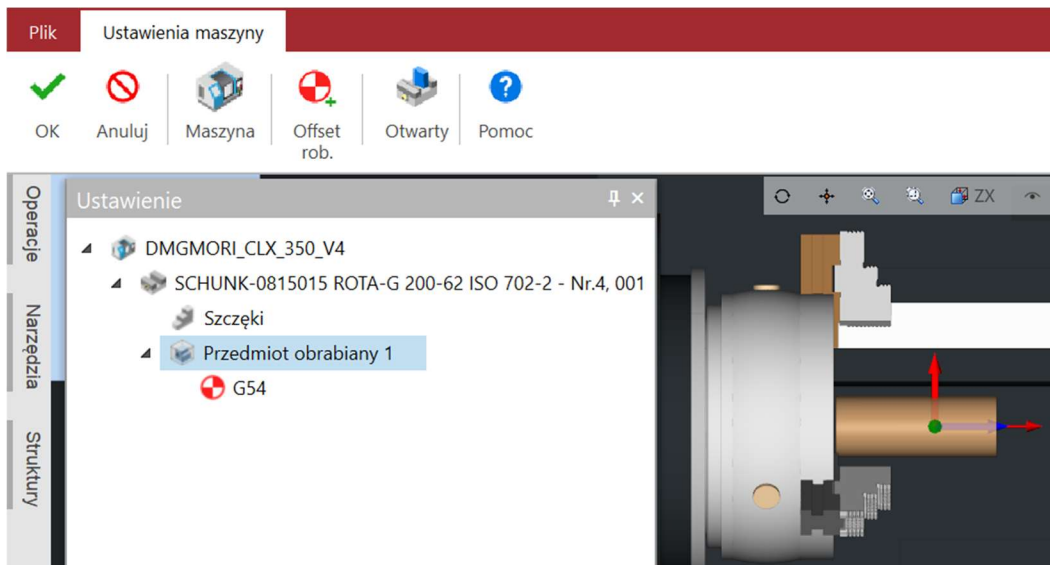 Plik
Ustawienia maszyny
OK
Anuluj
Maszyna
Offset
rob.
Otwarty
Pomoc
Operacje
Narzędzia
Struktury
Ustawienie
DMGMORI_CLX_350_V4
SCHUNK-0815015 ROTA-G 200-62 ISO 702-2 - Nr.4, 001
Szczęki
Przedmiot obrabiany 1
G54
ZX